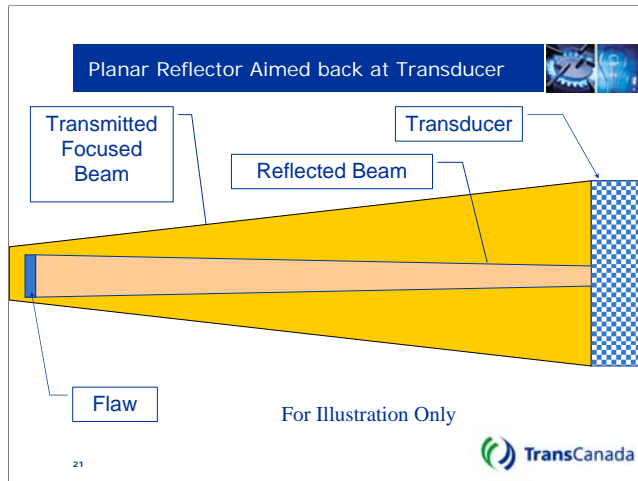 Planar Reflector Aimed back at Transducer
Transmitted
Focused
Beam
Transducer
Reflected Beam
Flaw
For Illustration Only
21
TransCanada